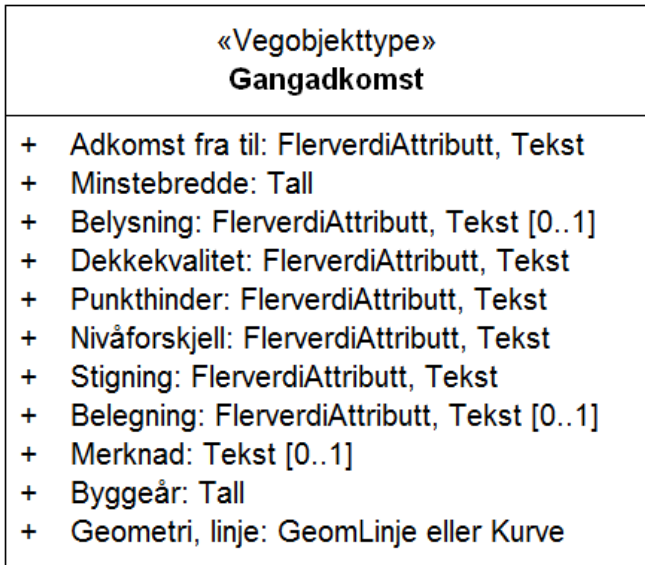 «Vegobjekttype»
Gangadkomst
+ Adkomst fra til: FlerverdiAttributt, Tekst
+ Minstebredde: Tall
+ Belysning: FlerverdiAttributt, Tekst [0..1]
+ Dekkekvalitet: FlerverdiAttributt, Tekst
+ Punkthinder: FlerverdiAttributt, Tekst
+ Nivåforskjell: FlerverdiAttributt, Tekst
+ Stigning: FlerverdiAttributt, Tekst
+ Belegning: FlerverdiAttributt, Tekst [0..1]
+ Merknad: Tekst [0..1]
+ Byggeår: Tall
+ Geometri, linje: GeomLinje eller Kurve